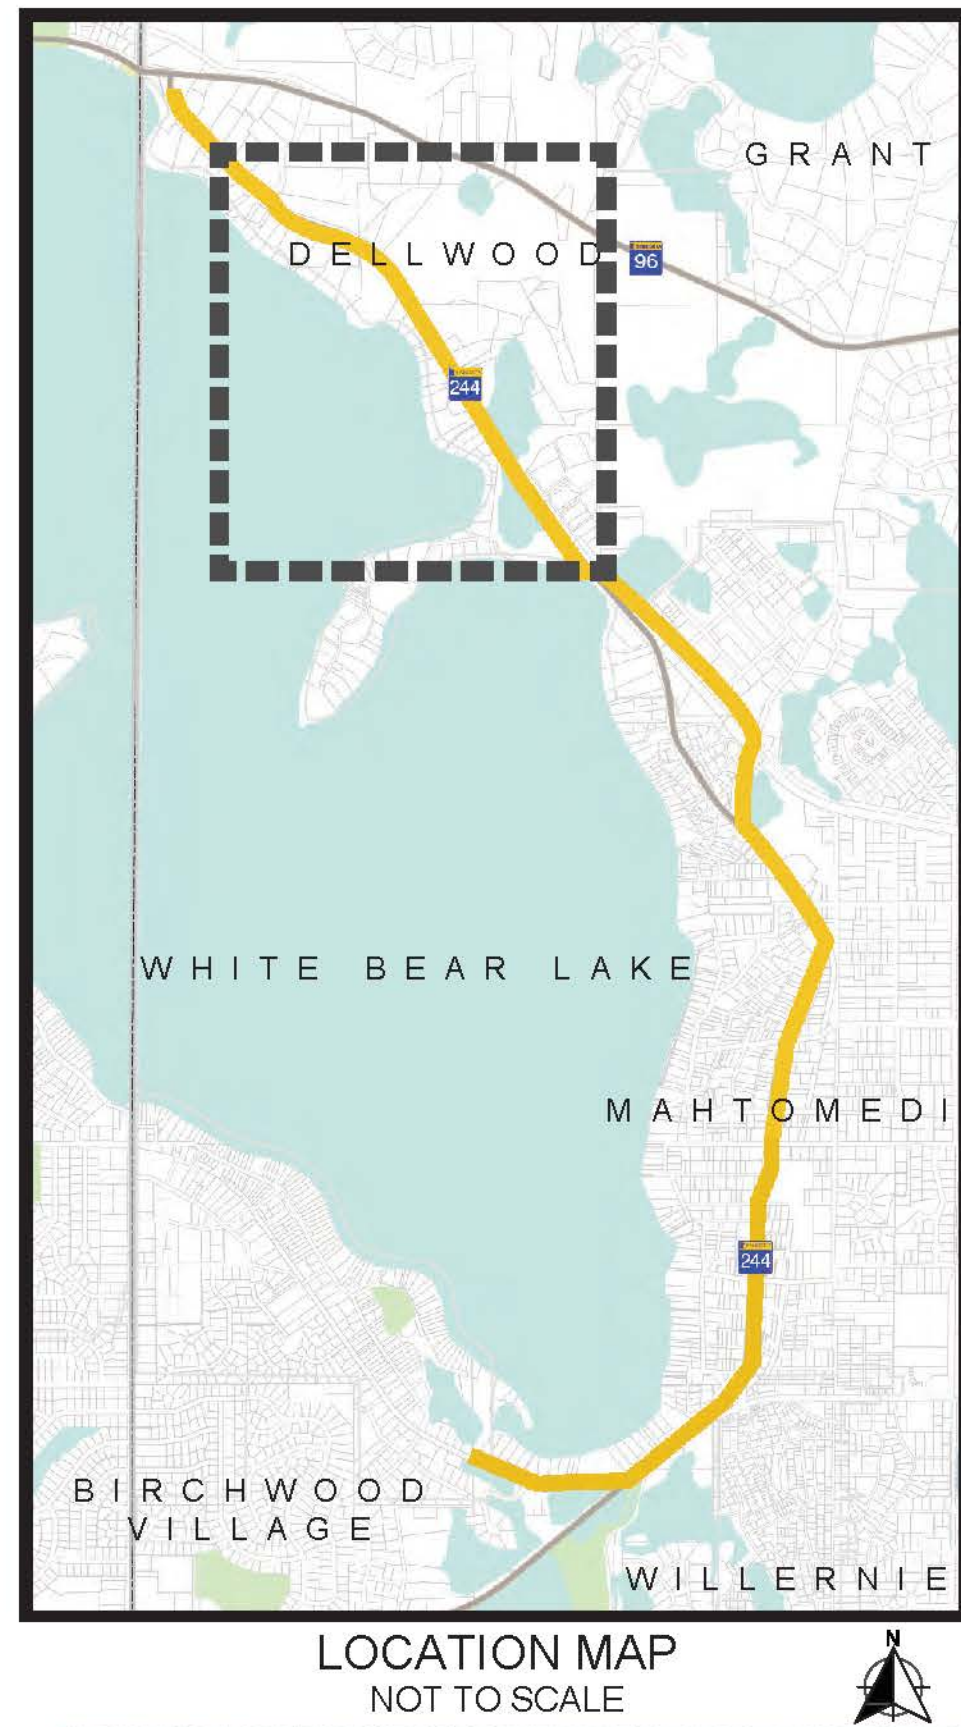 GRANT
DELLWOOD
96
244
WHITE BEAR LAKE
MAHTOMEDI
244
BIRCHWOOD
VILLAGE
WILLERNIE
LOCATION MAP
NOT TO SCALE
N